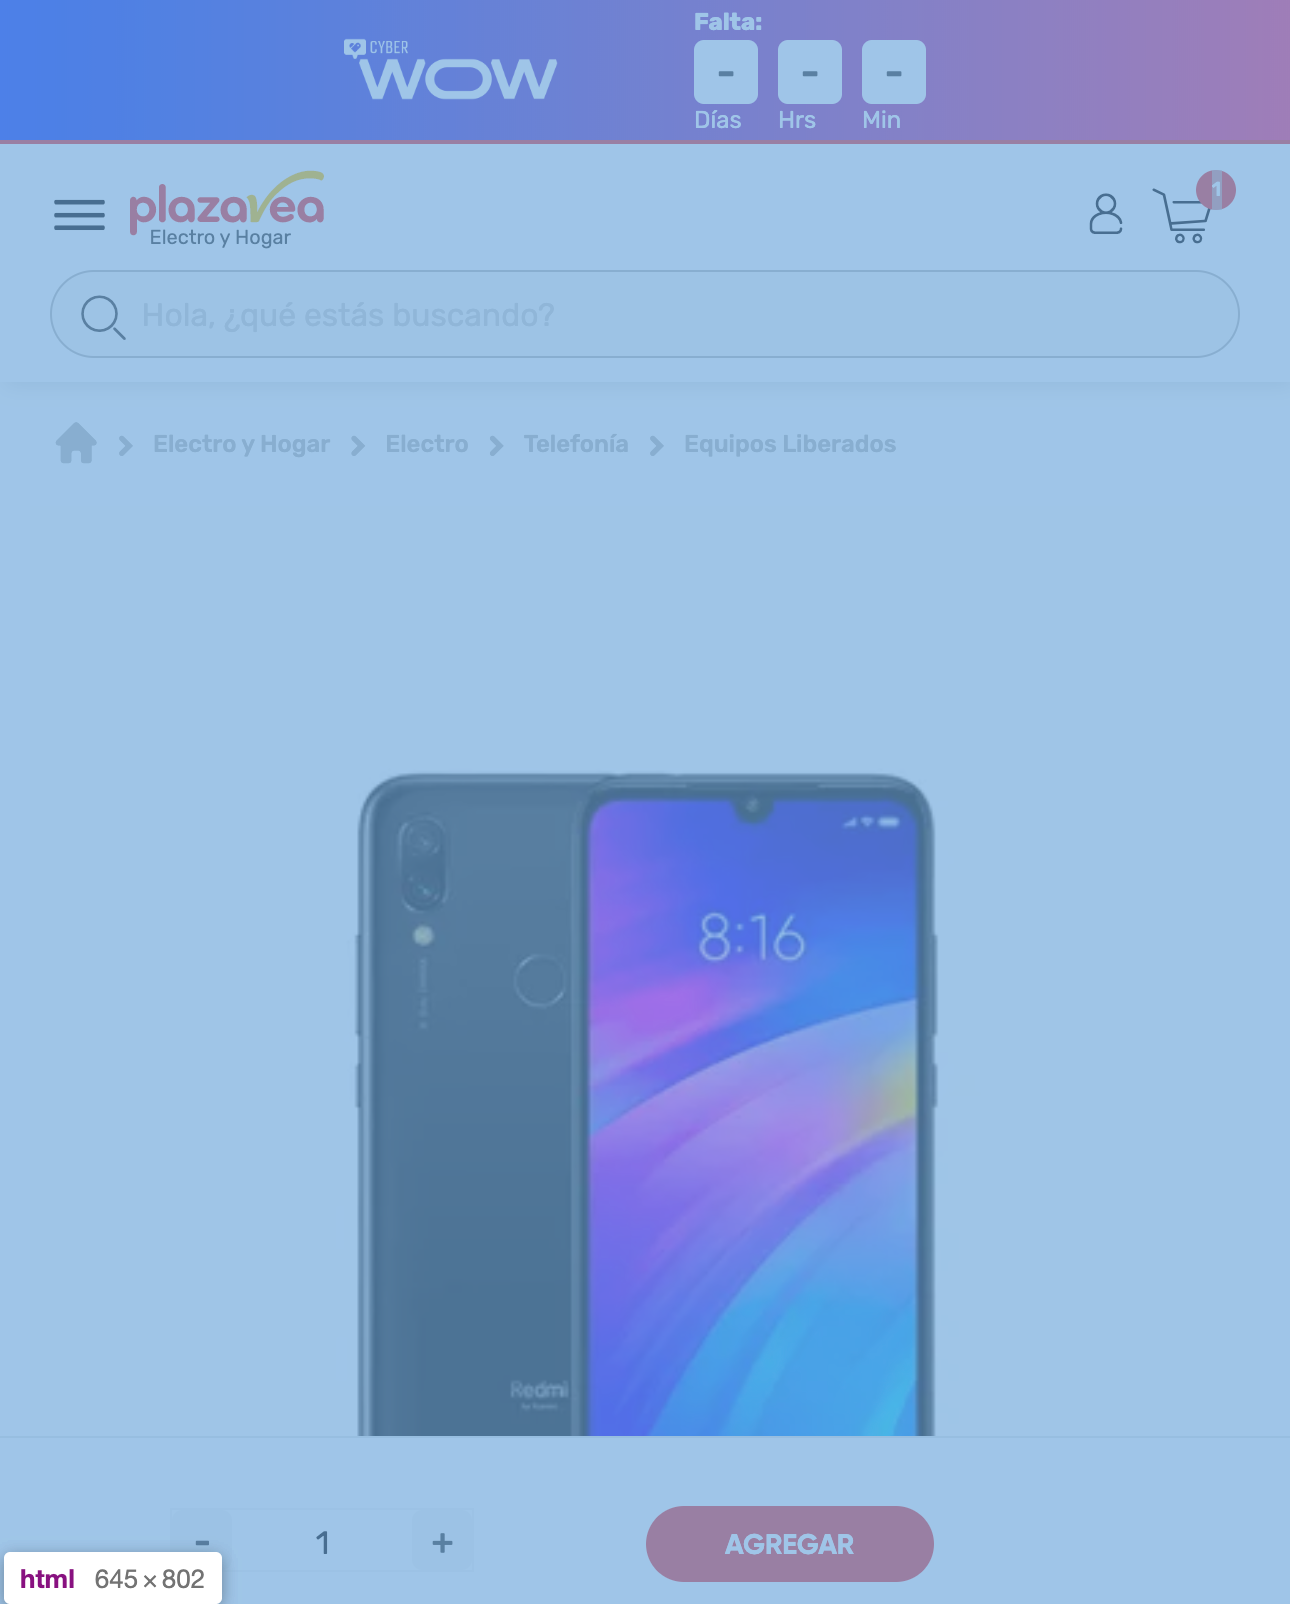 Falta:
CYBER
WOW
- - -
Días Hrs Min
plazavea
1
Electro y Hogar
Hola, ¿qué estás buscando?
Electro y Hogar Electro Telefonía Equipos Liberados
8:16
Redmi
- 1 + AGREGAR
html 645 × 802